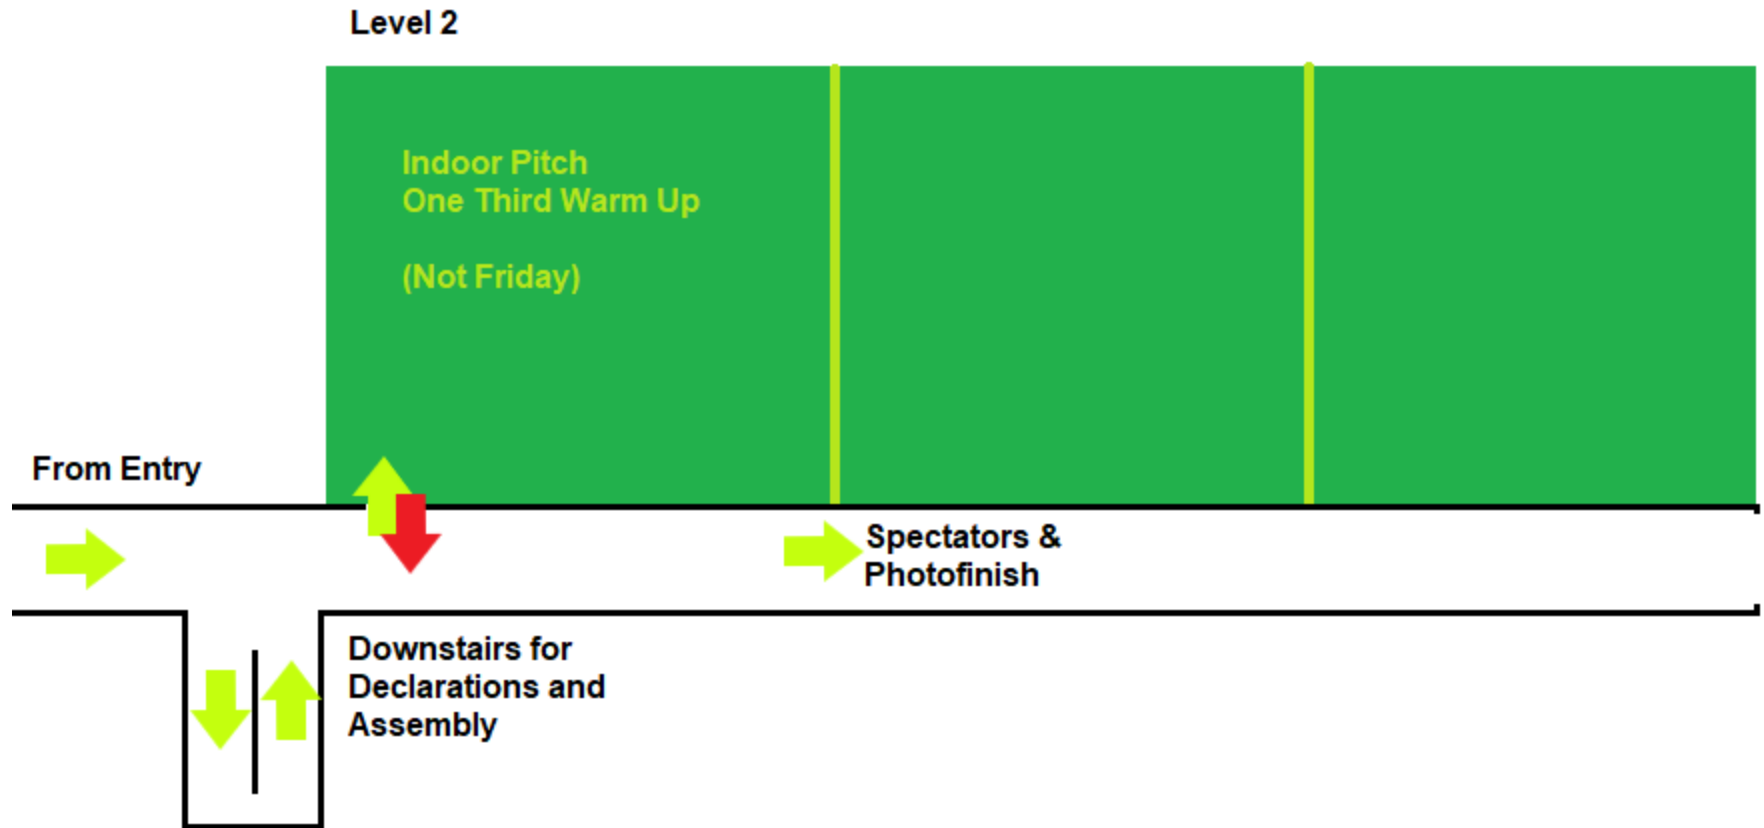 Level 2
Indoor Pitch
One Third Warm Up
(Not Friday)
From Entry
Spectators &
Photofinish
Downstairs for
Declarations and
Assembly